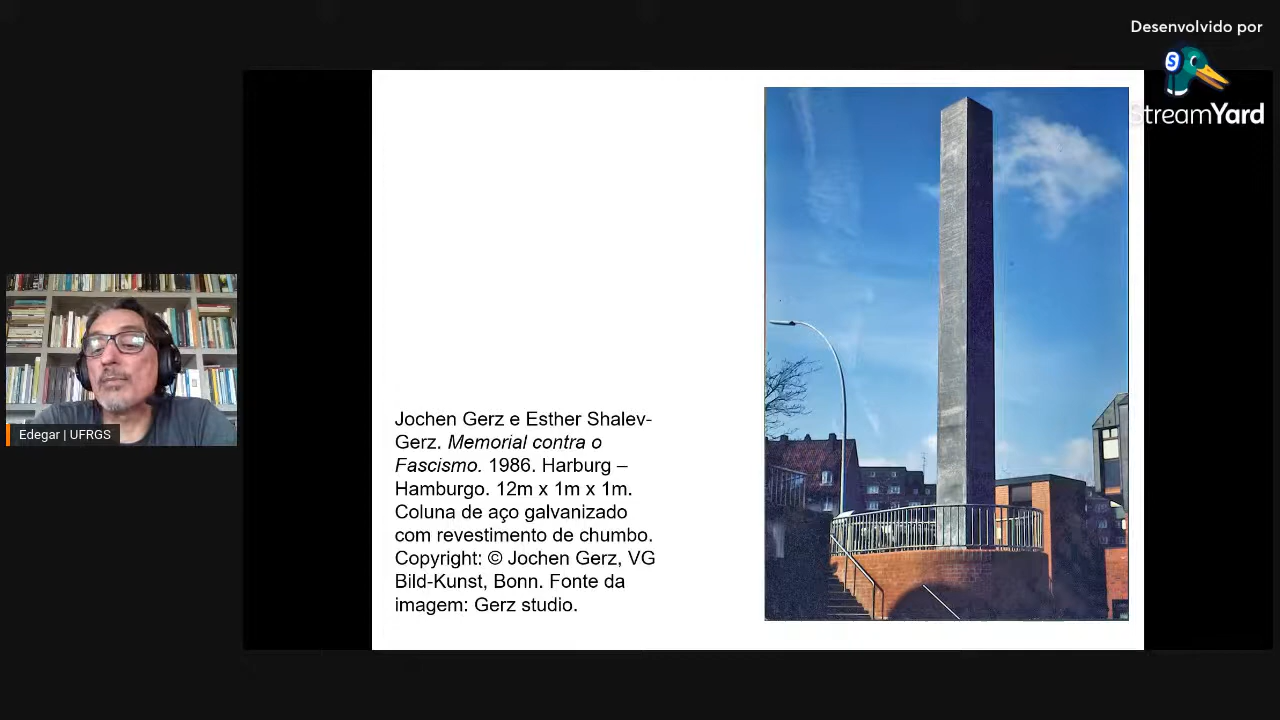 Desenvolvido por
StreamYard
Jochen Gerz e Esther Shalev-
Gerz. Memorial contra o
Fascismo. 1986. Harburg –
Hamburgo. 12m x 1m x 1m.
Coluna de aço galvanizado
com revestimento de chumbo.
Copyright: © Jochen Gerz, VG
Bild-Kunst, Bonn. Fonte da
imagem: Gerz studio.
Edegar | UFRGS